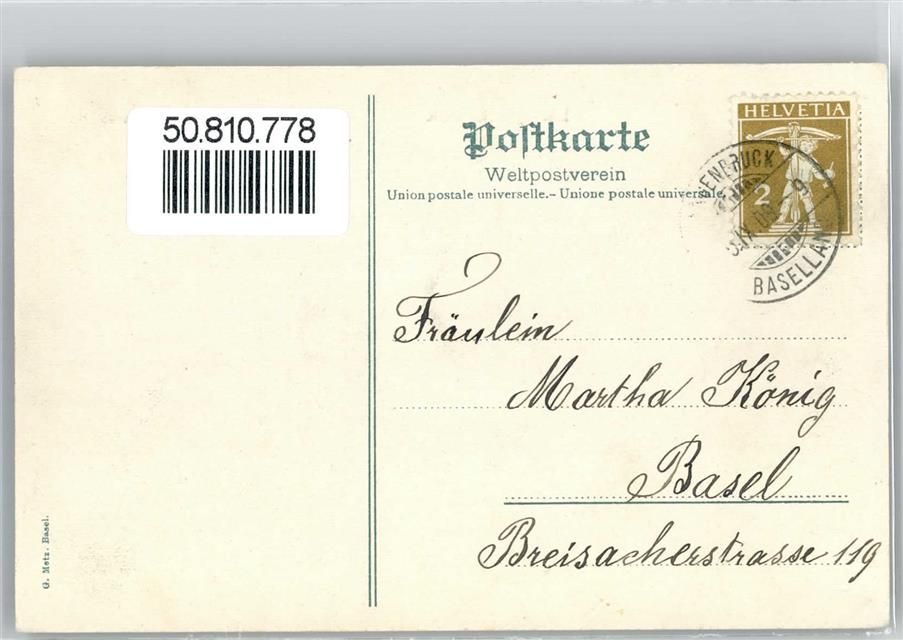 50.810.778
Postkarte
Weltpostverein
Union postale universelle.– Unione postale universale.
HELVETIA
2
BASELLAND
Fräulein
Martha König
Basel
Breisacherstrasse 119
G. Metz. Basel.